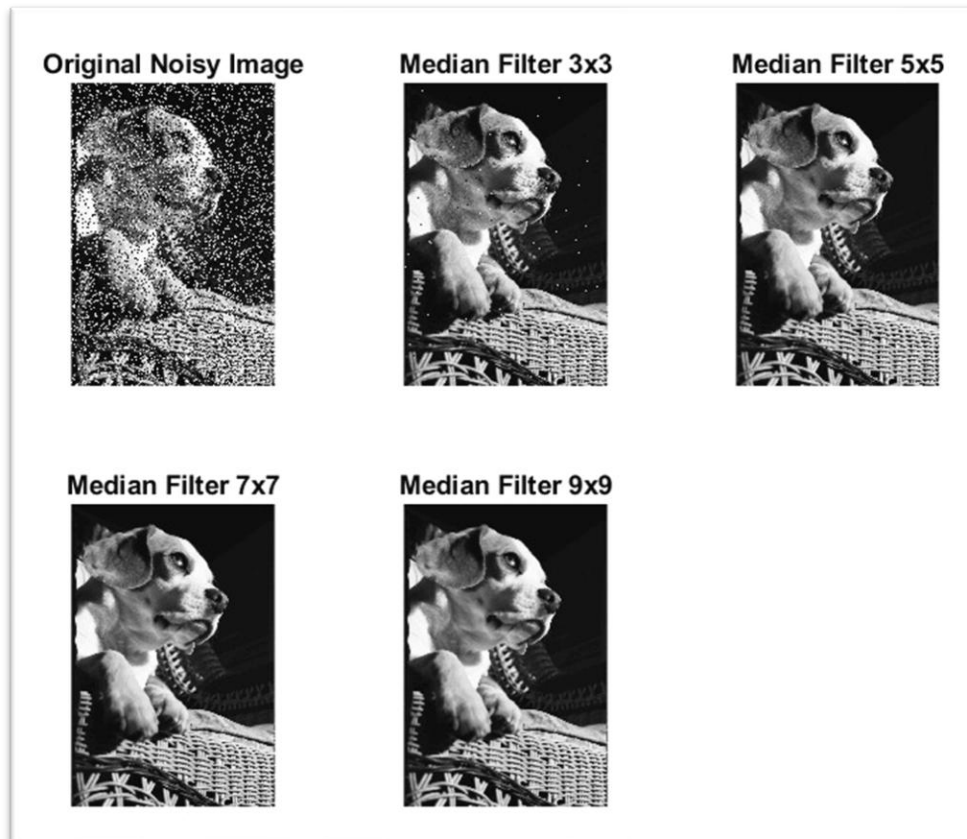 Original Noisy Image
Median Filter 3x3
Median Filter 5x5
Median Filter 7x7
Median Filter 9x9